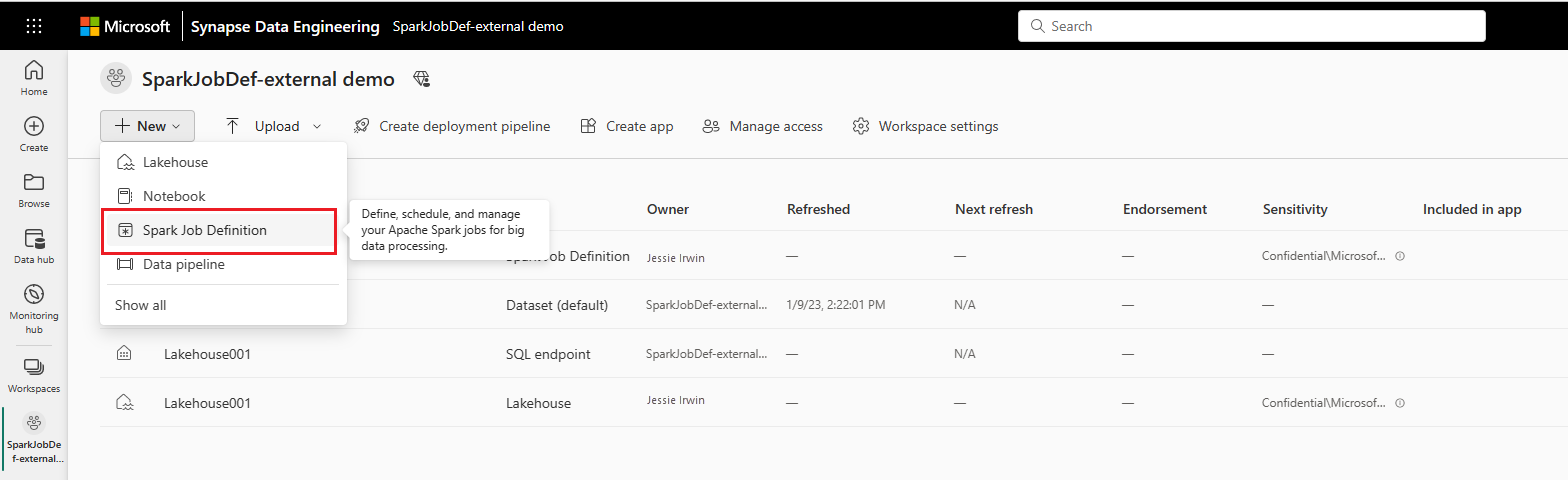 Microsoft Synapse Data Engineering SparkJobDef-external demo Search
Home
Create
Browse
Data hub
Monitoring
hub
Workspaces
SparkJobDe
f-external...
SparkJobDef-external demo
New Upload Create deployment pipeline Create app Manage access Workspace settings
Lakehouse
Notebook
Spark Job Definition
Data pipeline
Show all
Define, schedule, and manage
your Apache Spark jobs for big
data processing.
Owner Refreshed Next refresh Endorsement Sensitivity Included in app
Job Definition Jessie Irwin — — — Confidential\Microsof...
Dataset (default) SparkJobDef-external... 1/9/23, 2:22:01 PM N/A — —
Lakehouse001 SQL endpoint SparkJobDef-external... — N/A — —
Lakehouse001 Lakehouse Jessie Irwin — — — Confidential\Microsof...